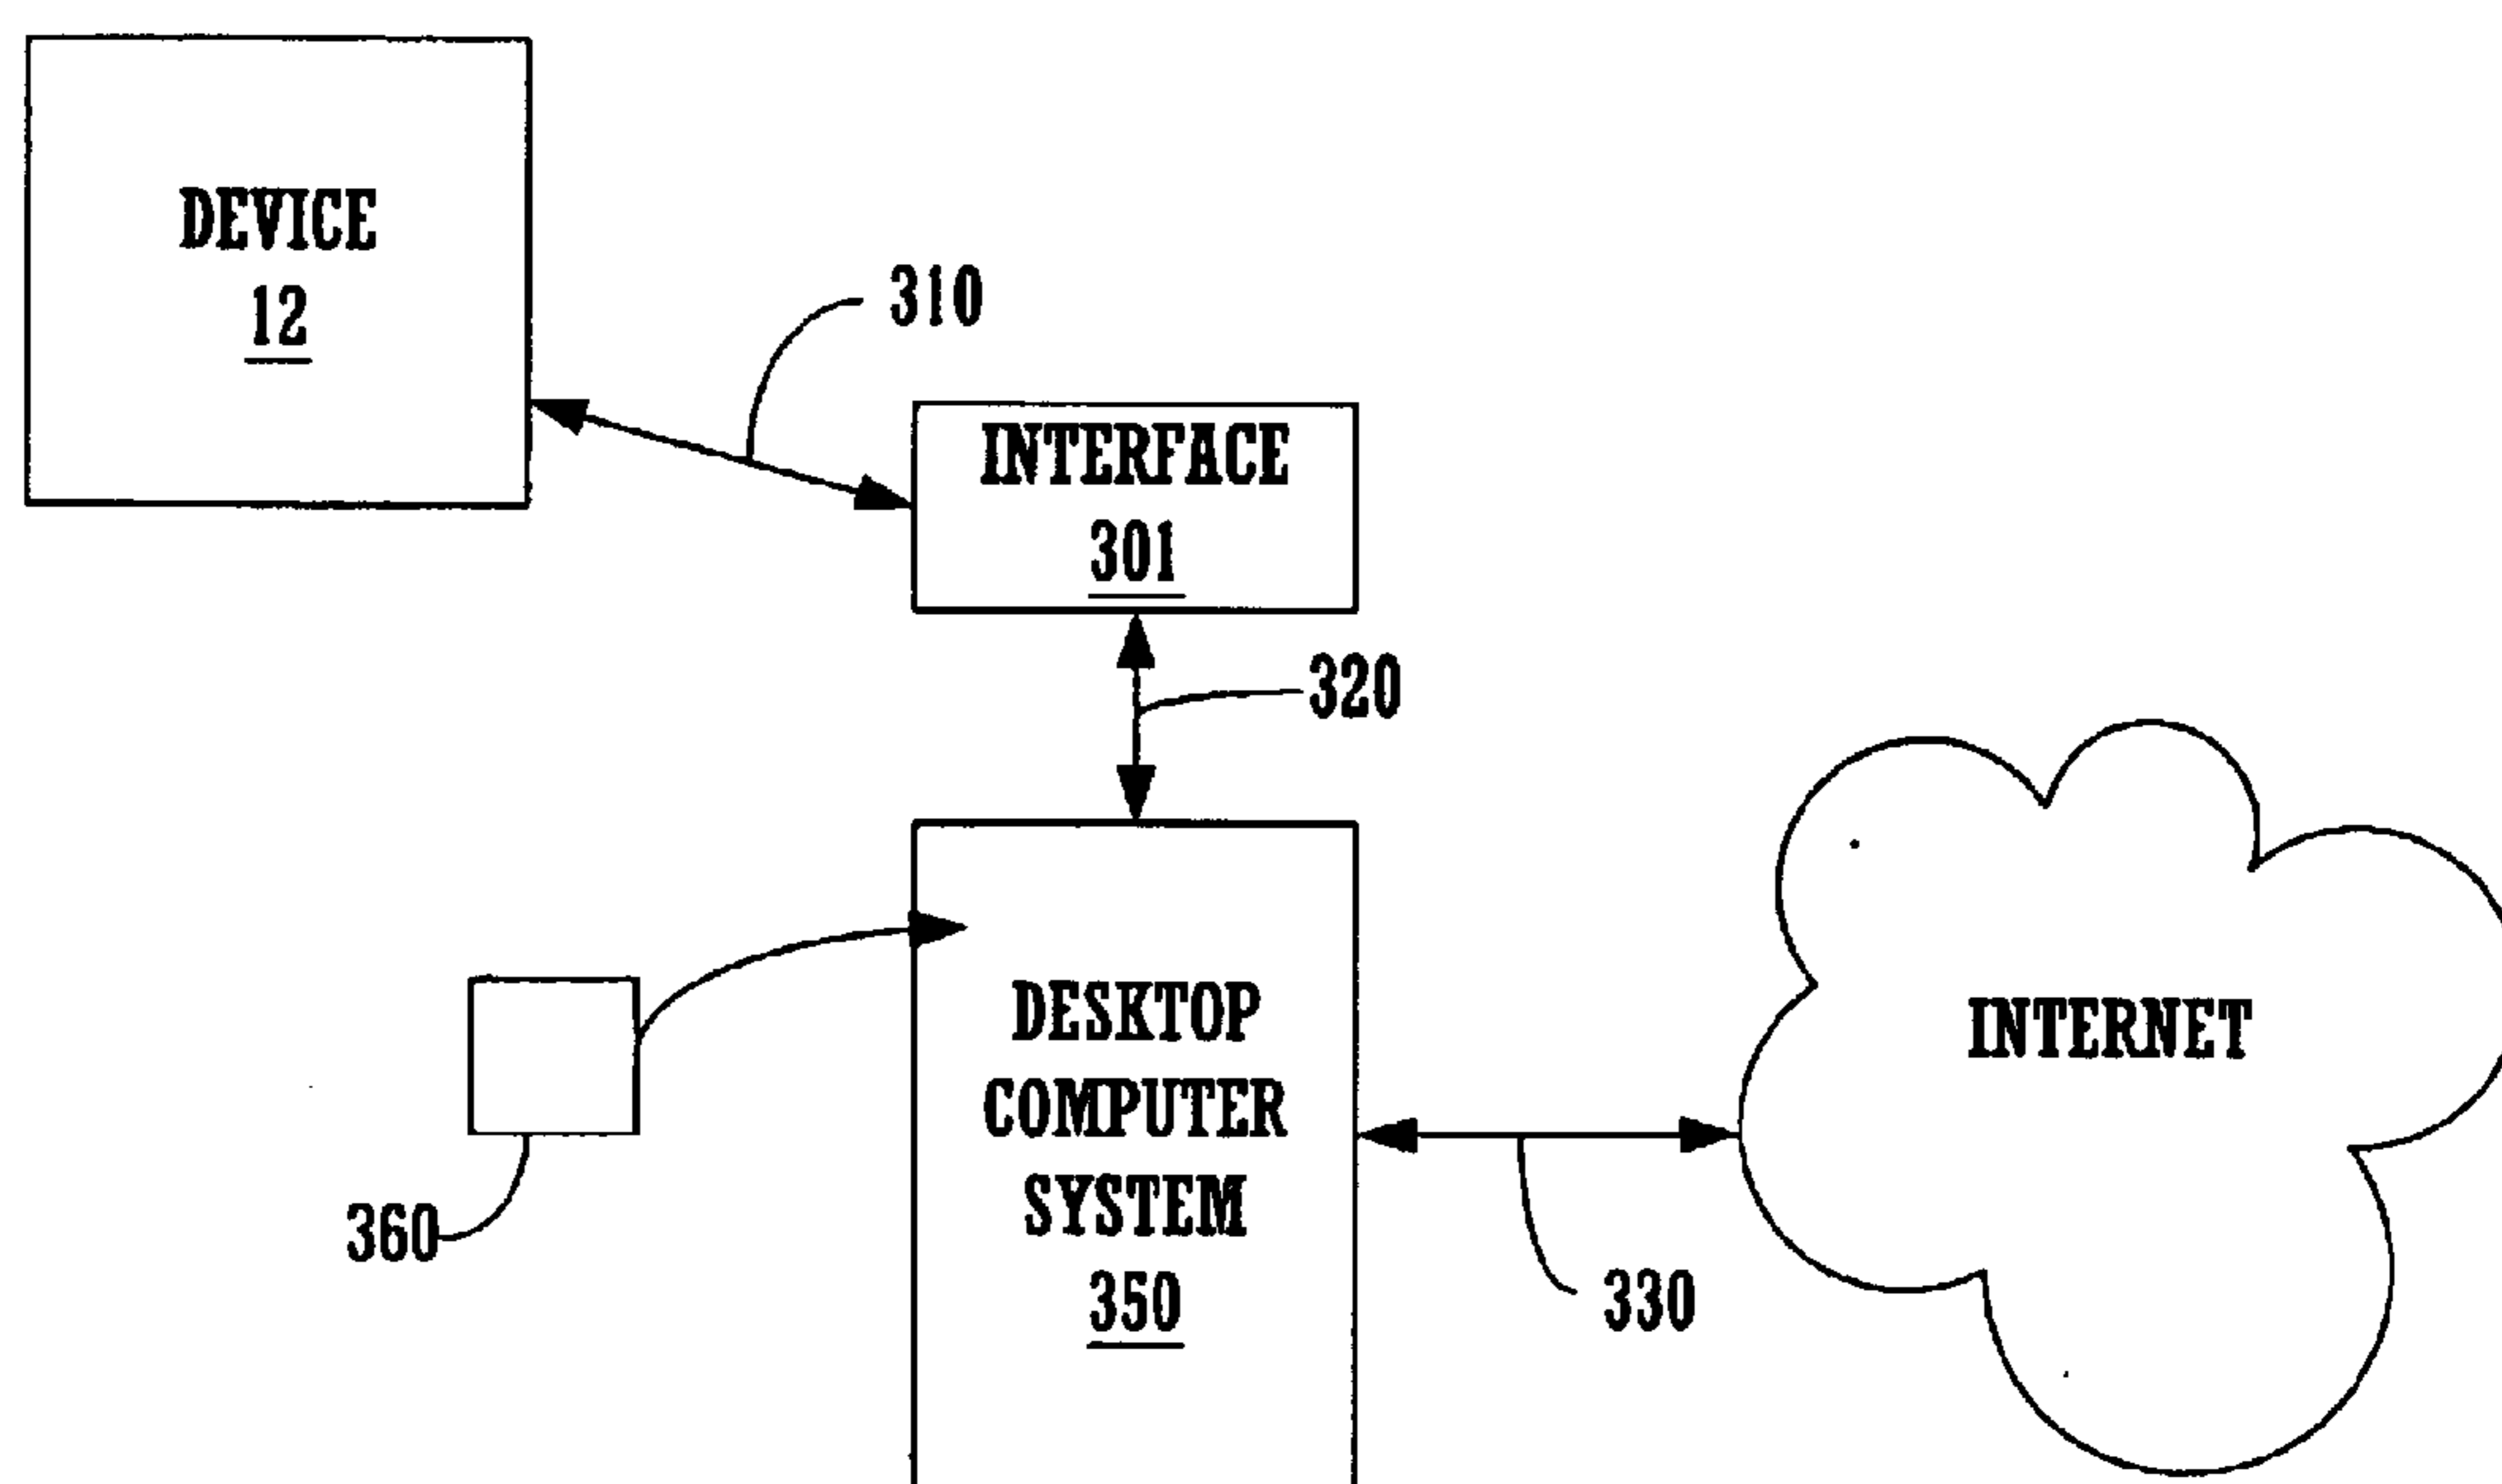 DEVICE
12
310
INTERFACE
301
320
DESKTOP
COMPUTER
SYSTEM
350
INTERNET
360
330